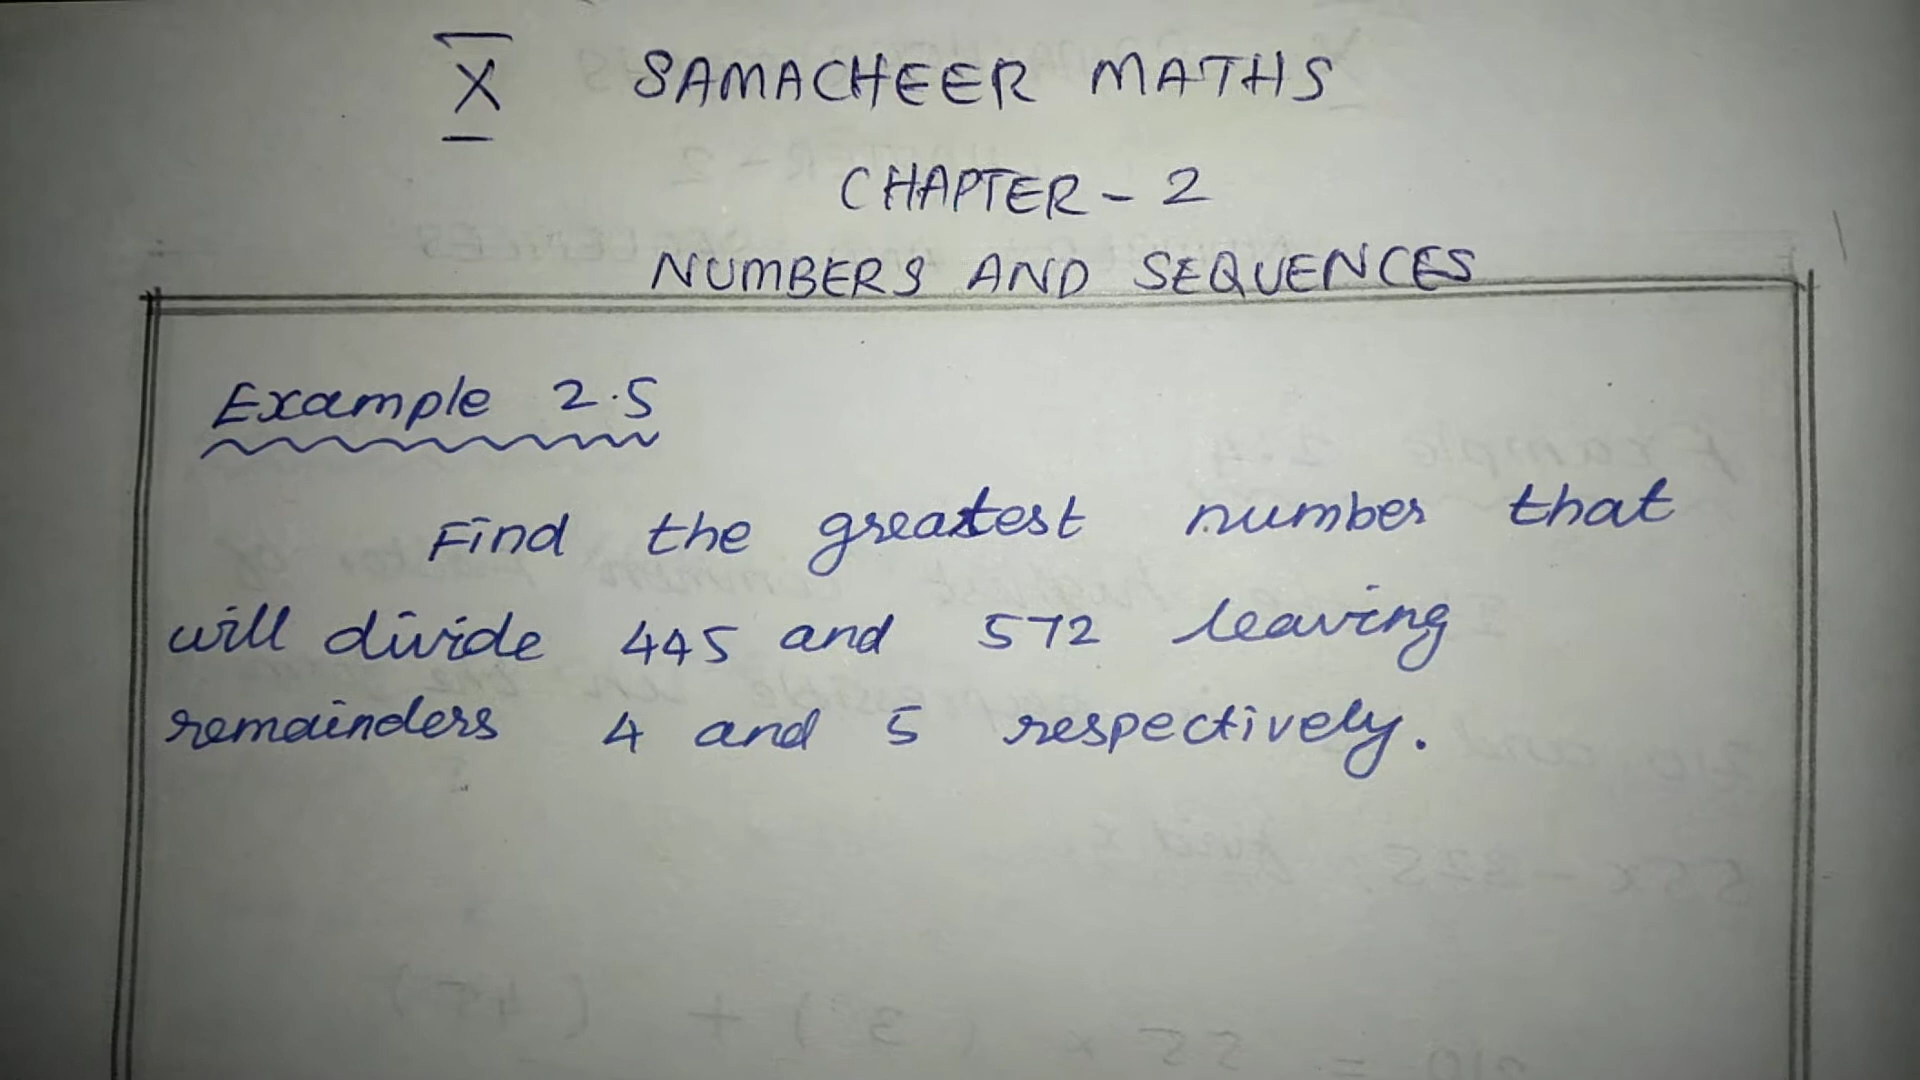 X SAMACHEER MATHS
CHAPTER - 2
NUMBERS AND SEQUENCES
Example 2.5
Find the greatest number that
will divide 445 and 572 leaving
remainders 4 and 5 respectively.